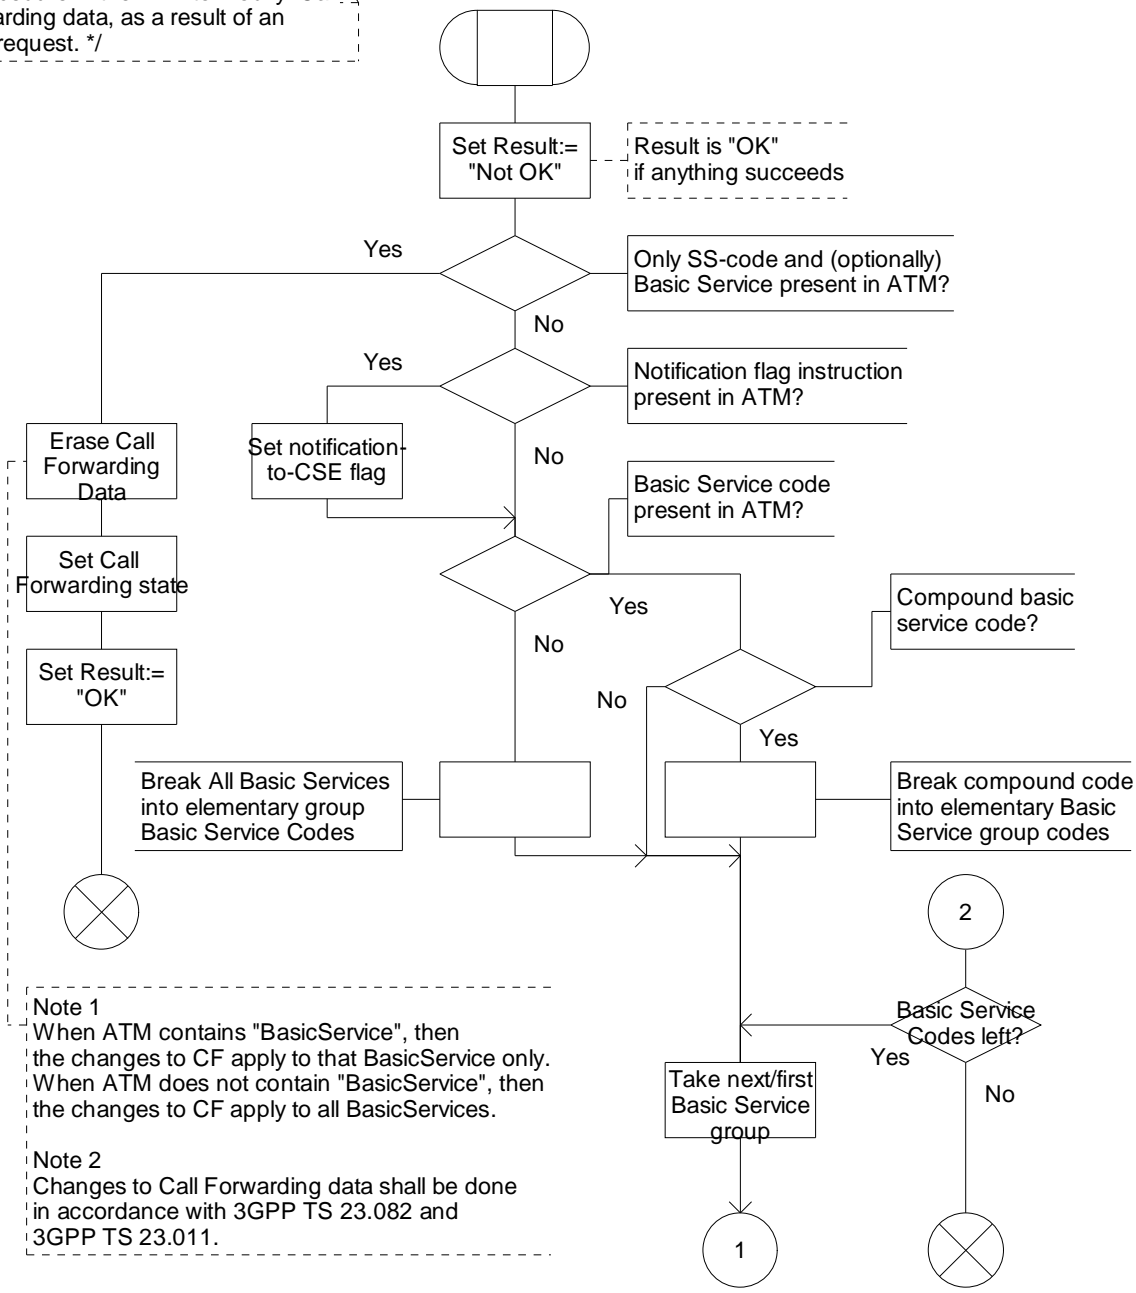 arding data, as a result of an
request. */
Set Result:=
"Not OK"
Result is "OK"
if anything succeeds
Yes
Only SS-code and (optionally)
Basic Service present in ATM?
No
Yes
Notification flag instruction
present in ATM?
Erase Call
Forwarding
Data
Set notification-
to-CSE flag
No
Basic Service code
present in ATM?
Set Call
Forwarding state
Yes
Compound basic
service code?
No
Set Result:=
"OK"
No
Yes
Break All Basic Services
into elementary group
Basic Service Codes
Break compound code
into elementary Basic
Service group codes
2
Note 1
When ATM contains "BasicService", then
the changes to CF apply to that BasicService only.
When ATM does not contain "BasicService", then
the changes to CF apply to all BasicServices.
Note 2
Changes to Call Forwarding data shall be done
in accordance with 3GPP TS 23.082 and
3GPP TS 23.011.
Basic Service
Codes left?
Yes
No
Take next/first
Basic Service
group
1